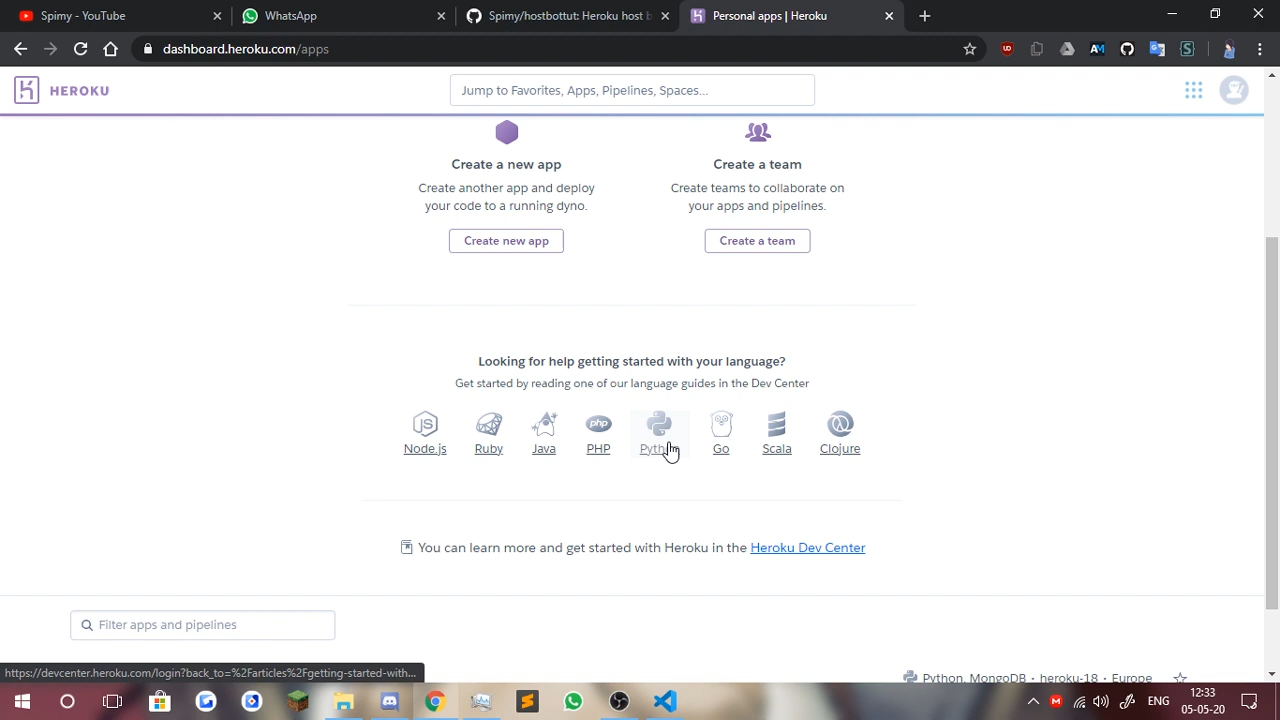 Spimy - YouTube
WhatsApp
Spimy/hostbottut: Heroku host b
Personal apps | Heroku
dashboard.heroku.com/apps
HEROKU
Jump to Favorites, Apps, Pipelines, Spaces...
Create a new app
Create another app and deploy
your code to a running dyno.
Create new app
Create a team
Create teams to collaborate on
your apps and pipelines.
Create a team
Looking for help getting started with your language?
Get started by reading one of our language guides in the Dev Center
JS
php
Node.js Ruby Java PHP Python Go Scala Clojure
You can learn more and get started with Heroku in the Heroku Dev Center
Filter apps and pipelines
https://devcenter.heroku.com/login?back_to=%2Farticles%2Fgetting-started-with...
Python, MongoDB · heroku-18 · Europe
ENG
12:33
05-05-20